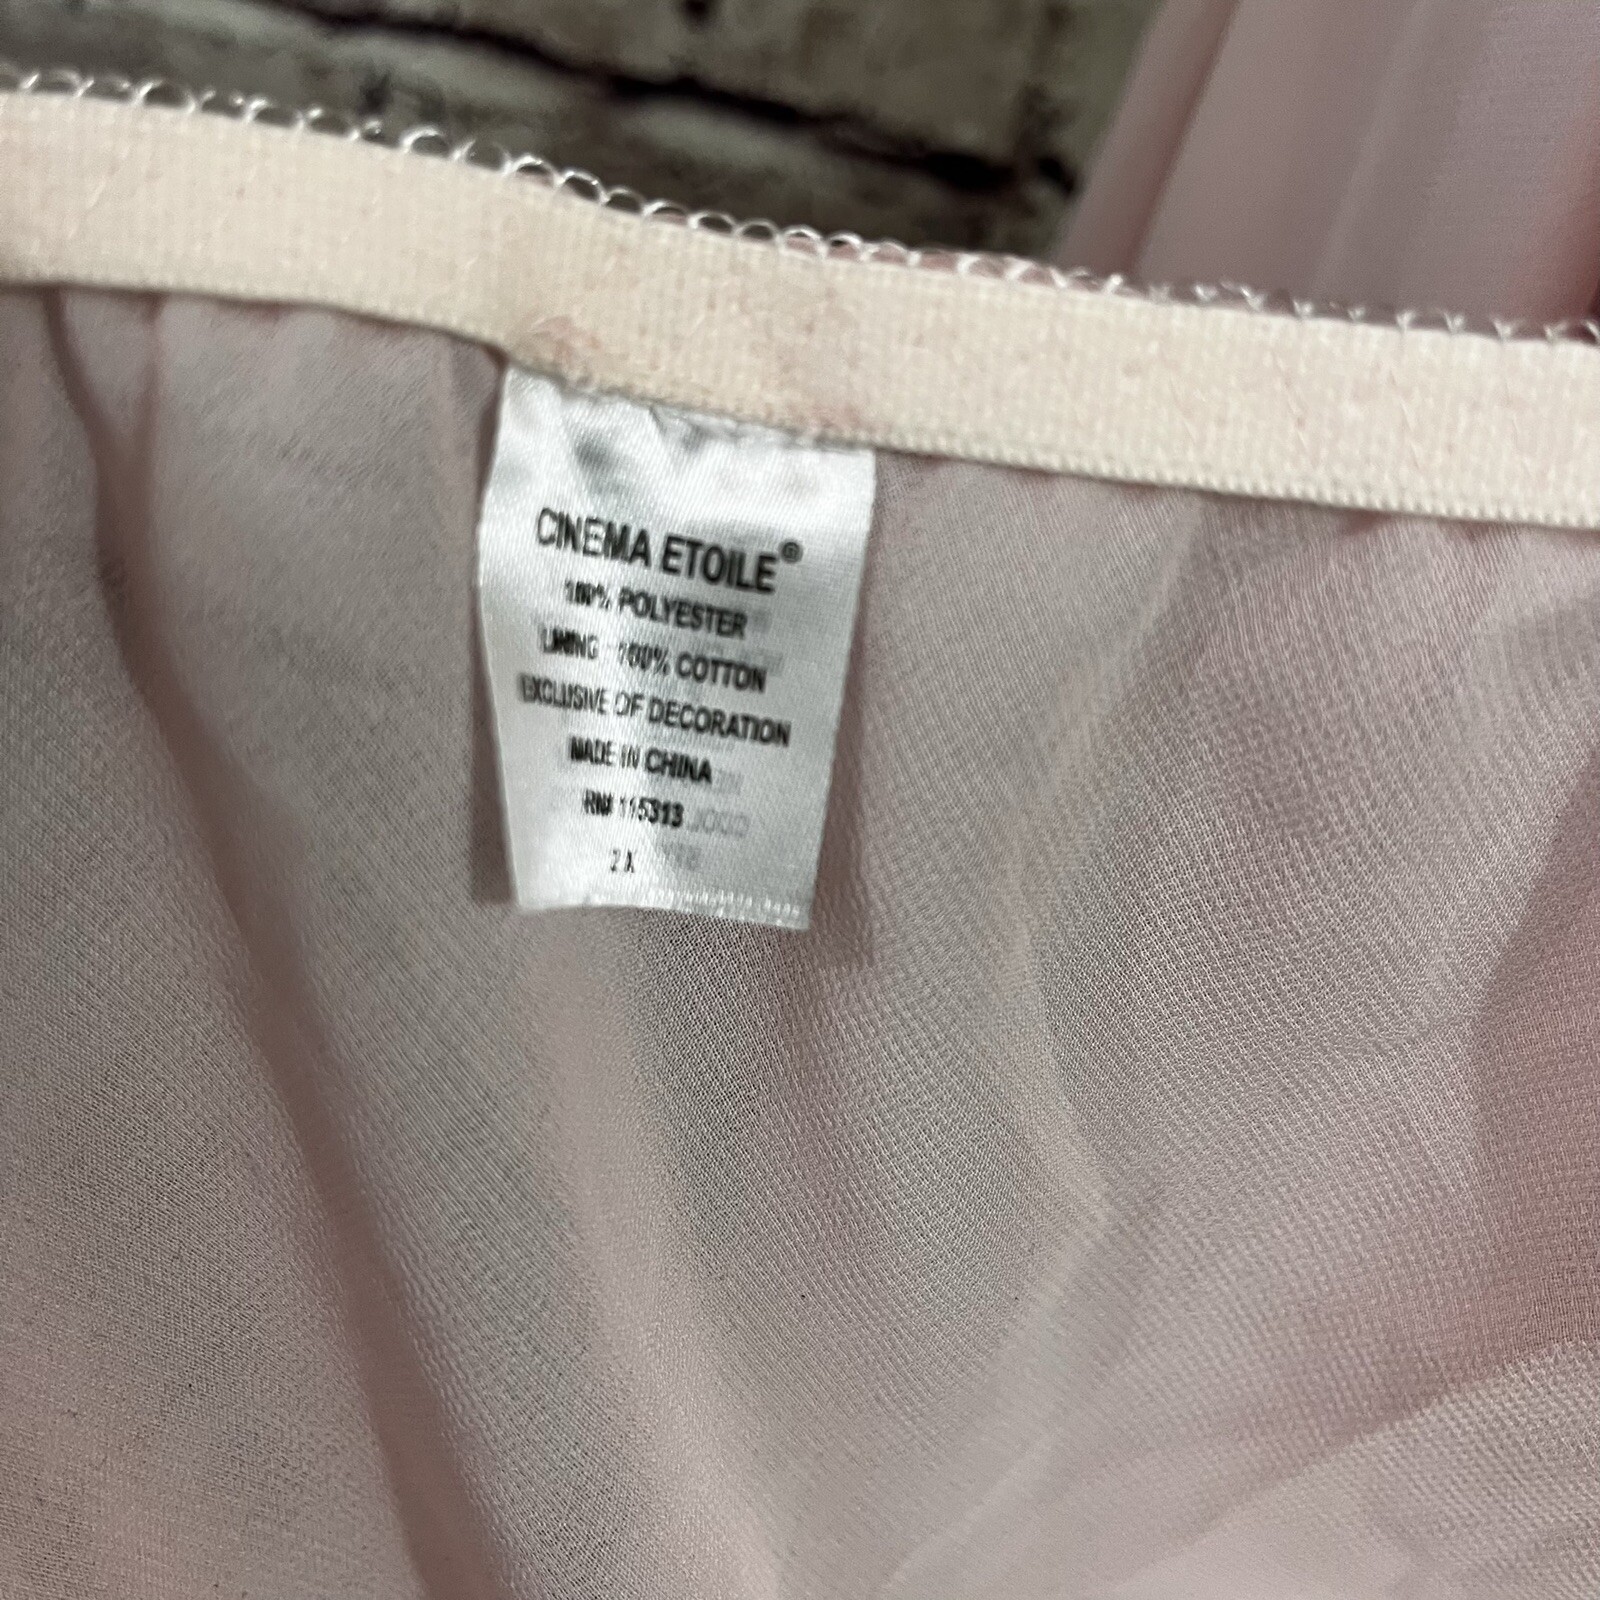 CINEMA ETOILE®
100% POLYESTER
LINING 100% COTTON
EXCLUSIVE OF DECORATION
MADE IN CHINA
RN# 115313
2X